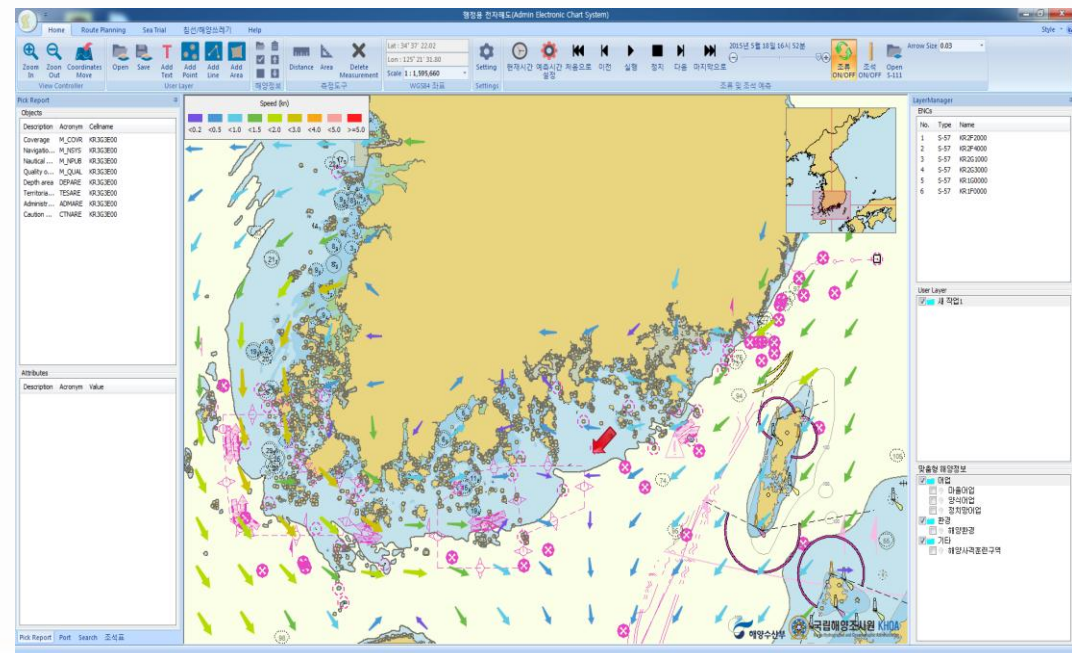 행정용 전자해도(Admin Electronic Chart System)
Home Route Planning Sea Trial 침선/해양쓰레기 Help Style
Zoom In Zoom Out Coordinates Move Open Save Add Text Add Point Add Line Add Area Distance Area Delete Measurement
Lat : 34° 37' 22.02
Lon : 125° 21' 31.80
Scale 1 : 1,595,660
Setting 현재시간 예측시간 설정 처음으로 이전 실행 정지 다음 마지막으로
2015년 5월 18일 16시 52분
조류 ON/OFF 조석 ON/OFF Open S-111 Arrow Size 0.03
View Controller User Layer 해양정보 측정도구 WGS84 좌표 Settings 조류 및 조석 예측
Pick Report
Objects
Description Acronym Cellname
Coverage M_COVR KR3G3E00
Navigatio... M_NSYS KR3G3E00
Nautical ... M_NPUB KR3G3E00
Quality o... M_QUAL KR3G3E00
Depth area DEPARE KR3G3E00
Territoria... TESARE KR3G3E00
Administr... ADMARE KR3G3E00
Caution ... CTNARE KR3G3E00
Attributes
Description Acronym Value
Pick Report Port Search 조석표
Speed (kn)
<0.2 <0.5 <1.0 <1.5 <2.0 <3.0 <4.0 <5.0 >=5.0
해양수산부 국립해양조사원 KHOA
LayerManager
ENCs
No. Type Name
1 S-57 KR2F2000
2 S-57 KR2F4000
3 S-57 KR2G1000
4 S-57 KR2G3000
5 S-57 KR1G0000
6 S-57 KR1F0000
User Layer
새 작업1
맞춤형 해양정보
어업
마을어업
양식어업
정치망어업
환경
해양환경
기타
해양사격훈련구역